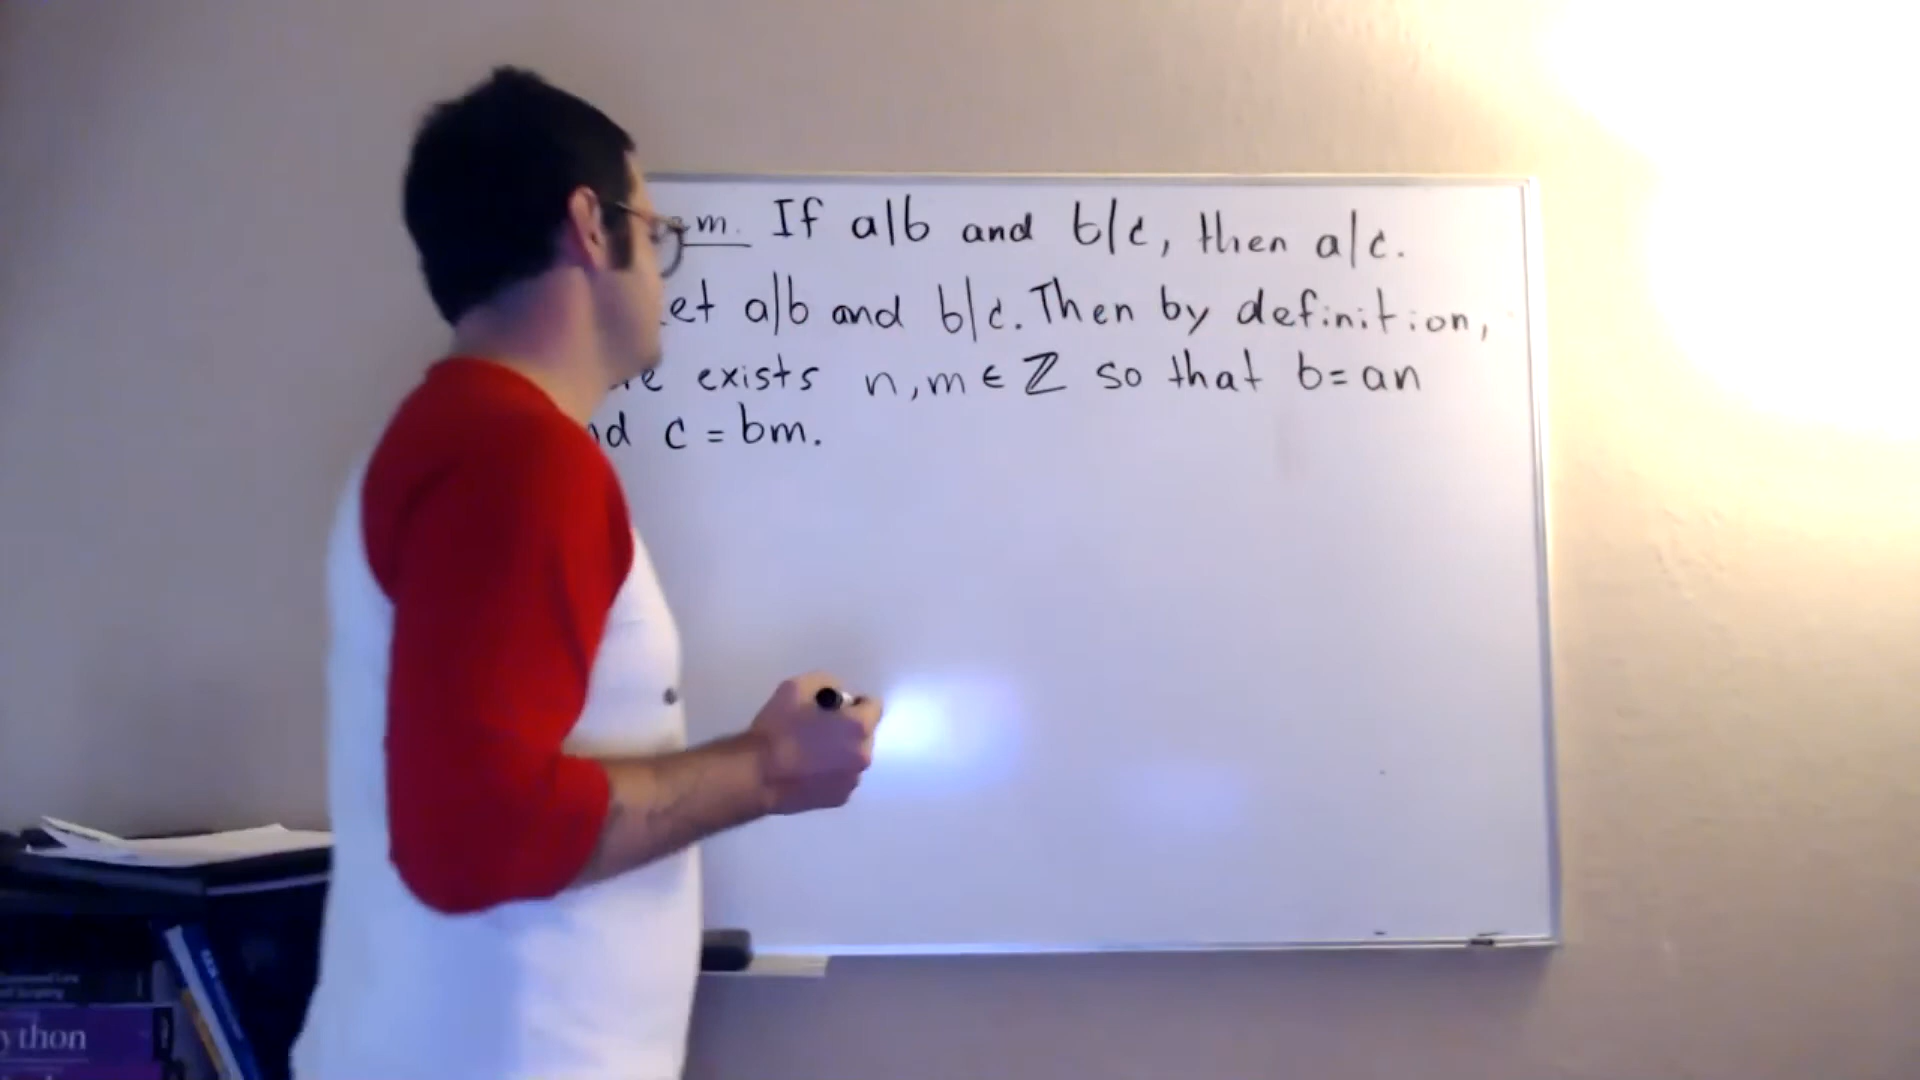 m. If a|b and b|c, then a|c.
et a|b and b|c. Then by definition,
exists n, m ∈ ℤ so that b = an
c = bm.
ython